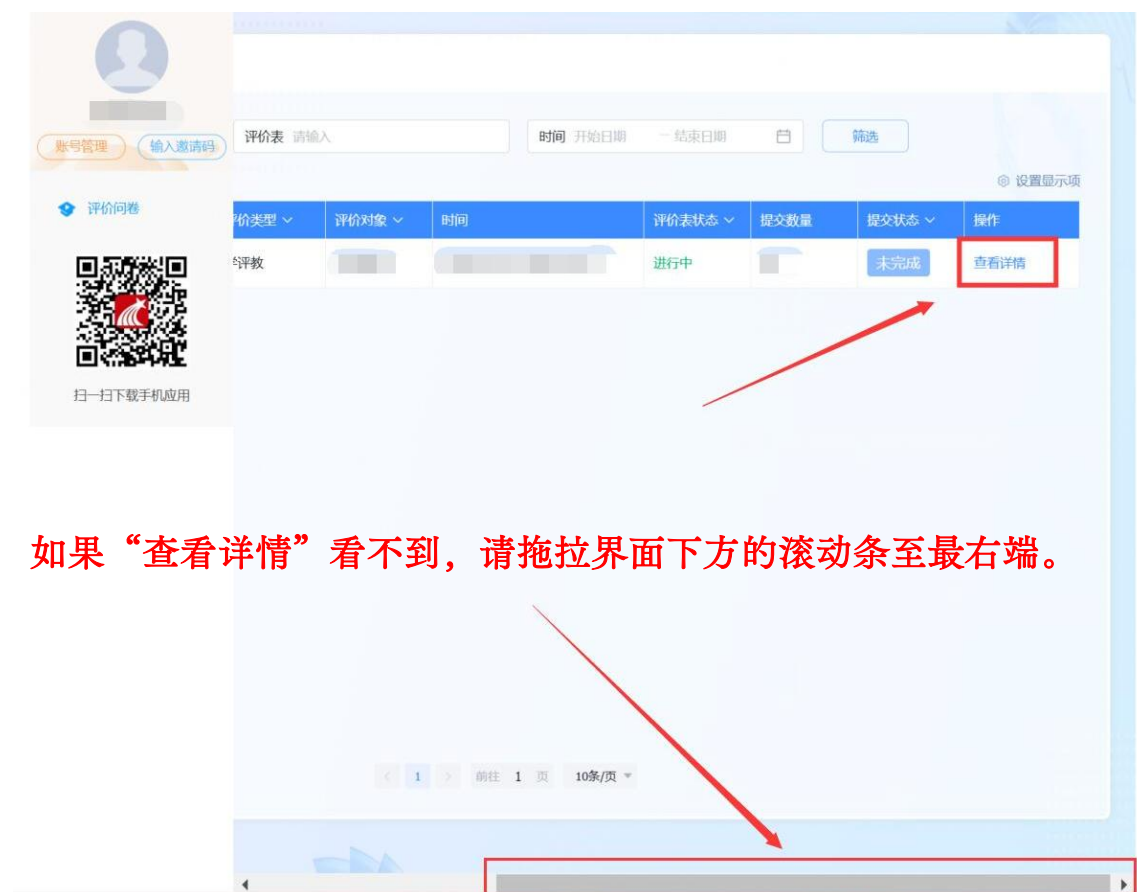 账号管理
输入邀请码
评价问卷
扫一扫下载手机应用
评价表 请输入
时间 开始日期 — 结束日期
筛选
设置显示项
评价类型 评价对象 时间 评价表状态 提交数量 提交状态 操作
评教 进行中 未完成 查看详情
如果“查看详情”看不到，请拖拉界面下方的滚动条至最右端。
1 前往 1 页 10条/页